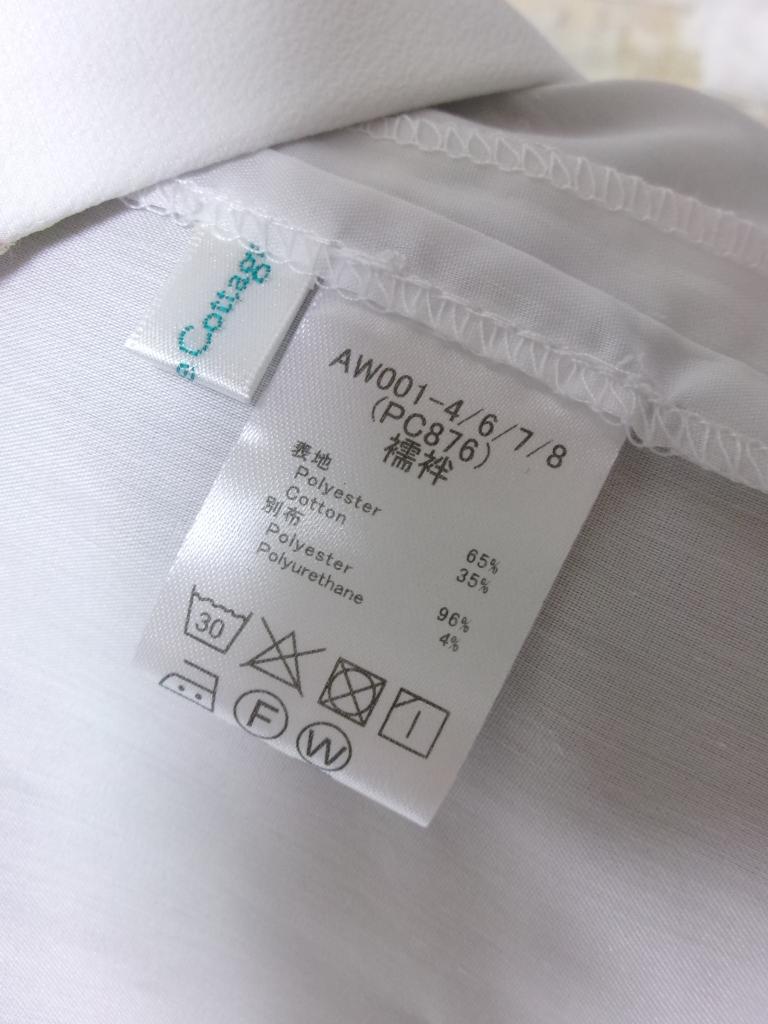 Cottage
AW001-4/6/7/8
(PC876)
襦袢
表地
Polyester 65%
Cotton 35%
別布
Polyester 96%
Polyurethane 4%
30
F
W